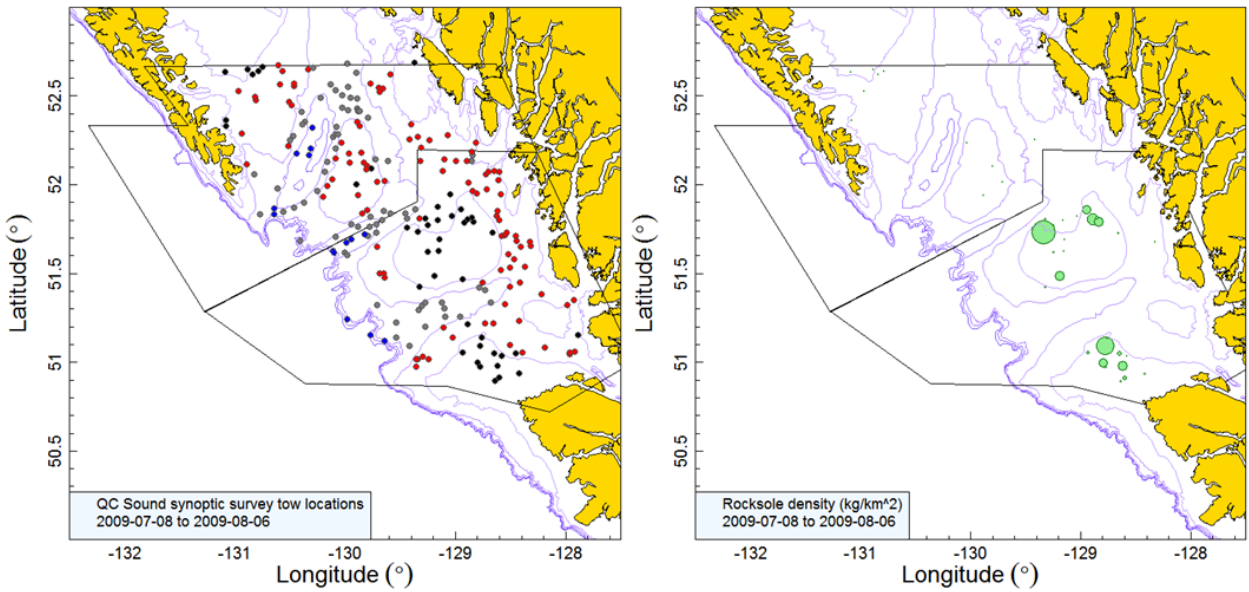 52.5
52
51.5
51
50.5
Latitude (°)
QC Sound synoptic survey tow locations
2009-07-08 to 2009-08-06
-132 -131 -130 -129 -128
Longitude (°)
52.5
52
51.5
51
50.5
Latitude (°)
Rocksole density (kg/km^2)
2009-07-08 to 2009-08-06
-132 -131 -130 -129 -128
Longitude (°)